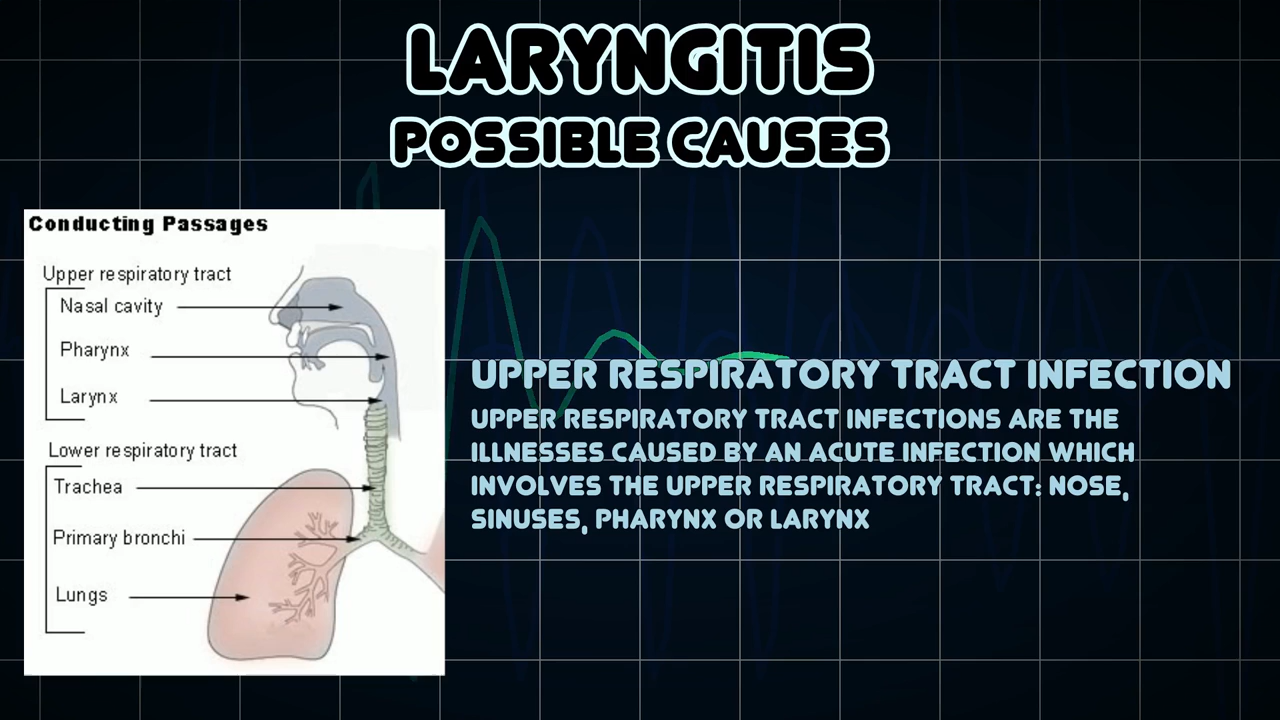 LARYNGITIS
POSSIBLE CAUSES
Conducting Passages
Upper respiratory tract
Nasal cavity
Pharynx
Larynx
Lower respiratory tract
Trachea
Primary bronchi
Lungs
UPPER RESPIRATORY TRACT INFECTION
UPPER RESPIRATORY TRACT INFECTIONS ARE THE
ILLNESSES CAUSED BY AN ACUTE INFECTION WHICH
INVOLVES THE UPPER RESPIRATORY TRACT: NOSE,
SINUSES, PHARYNX OR LARYNX